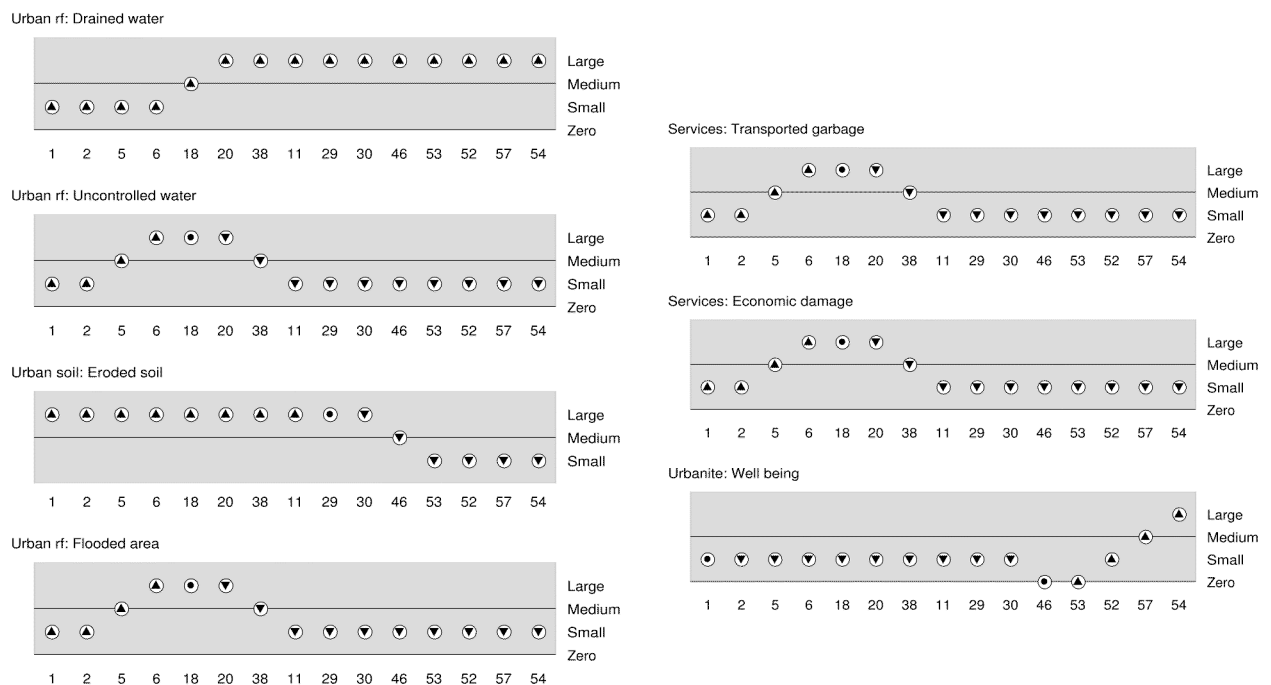 Urban rf: Drained water
Large
Medium
Small
Zero
1 2 5 6 18 20 38 11 29 30 46 53 52 57 54
Urban rf: Uncontrolled water
Large
Medium
Small
Zero
1 2 5 6 18 20 38 11 29 30 46 53 52 57 54
Urban soil: Eroded soil
Large
Medium
Small
1 2 5 6 18 20 38 11 29 30 46 53 52 57 54
Urban rf: Flooded area
Large
Medium
Small
Zero
1 2 5 6 18 20 38 11 29 30 46 53 52 57 54
Services: Transported garbage
Large
Medium
Small
Zero
1 2 5 6 18 20 38 11 29 30 46 53 52 57 54
Services: Economic damage
Large
Medium
Small
Zero
1 2 5 6 18 20 38 11 29 30 46 53 52 57 54
Urbanite: Well being
Large
Medium
Small
Zero
1 2 5 6 18 20 38 11 29 30 46 53 52 57 54